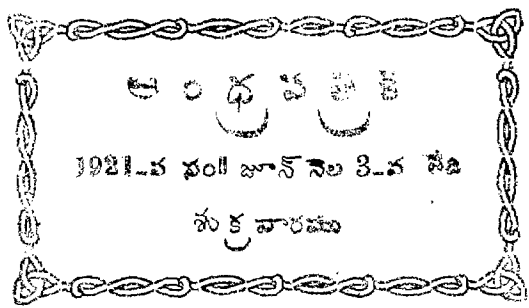 ఆంధ్రపత్రిక
1921-వ సం॥ జూన్ నెల 3-వ తేది
శుక్రవారము